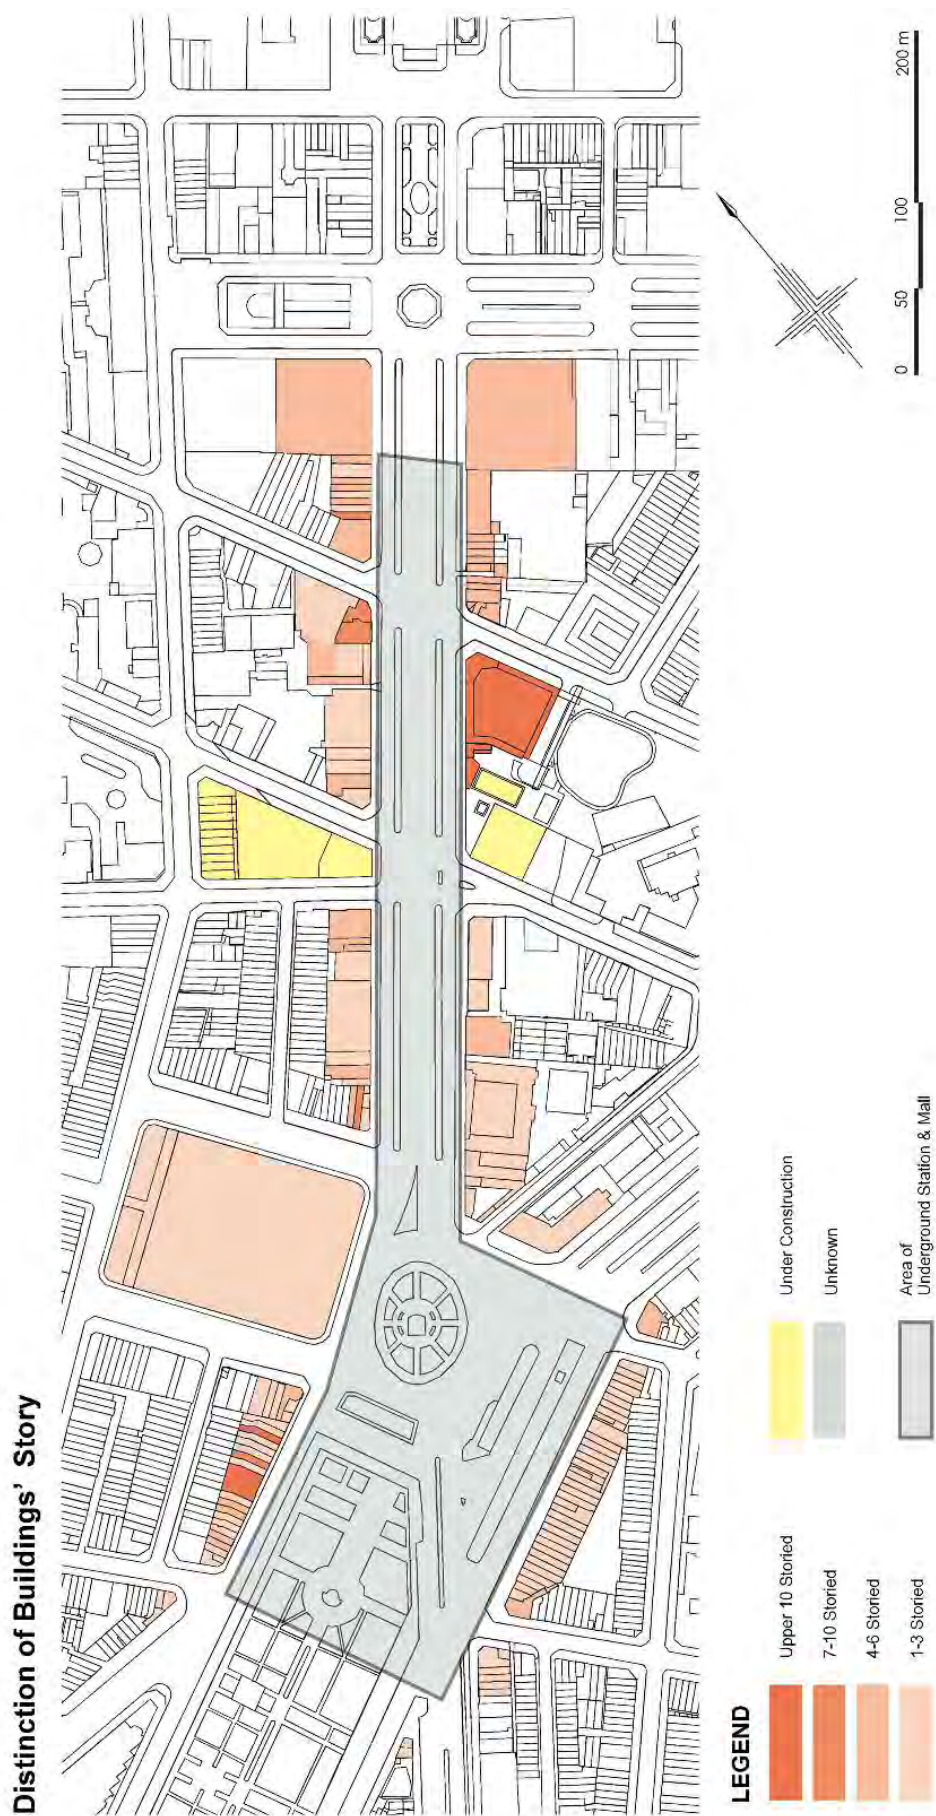 Distinction of Buildings' Story
LEGEND
Upper 10 Storied
7-10 Storied
4-6 Storied
1-3 Storied
Under Construction
Unknown
Area of
Underground Station & Mall
0 50 100 200 m